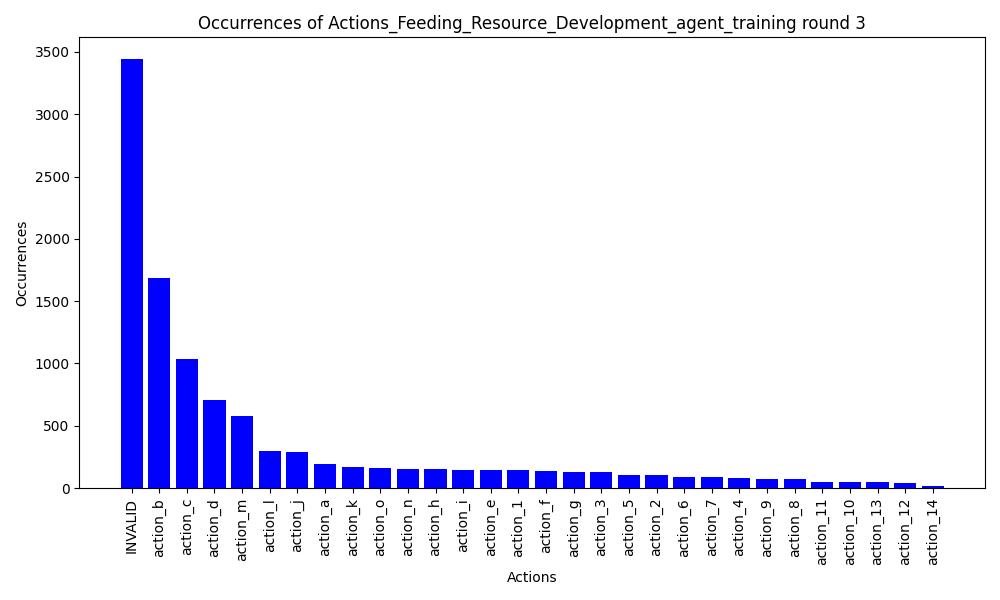 Occurrences of Actions_Feeding_Resource_Development_agent_training round 3
Occurrences
3500
3000
2500
2000
1500
1000
500
0
INVALID
action_b
action_c
action_d
action_m
action_l
action_j
action_a
action_k
action_o
action_n
action_h
action_i
action_e
action_1
action_f
action_g
action_3
action_5
action_2
action_6
action_7
action_4
action_9
action_8
action_11
action_10
action_13
action_12
action_14
Actions